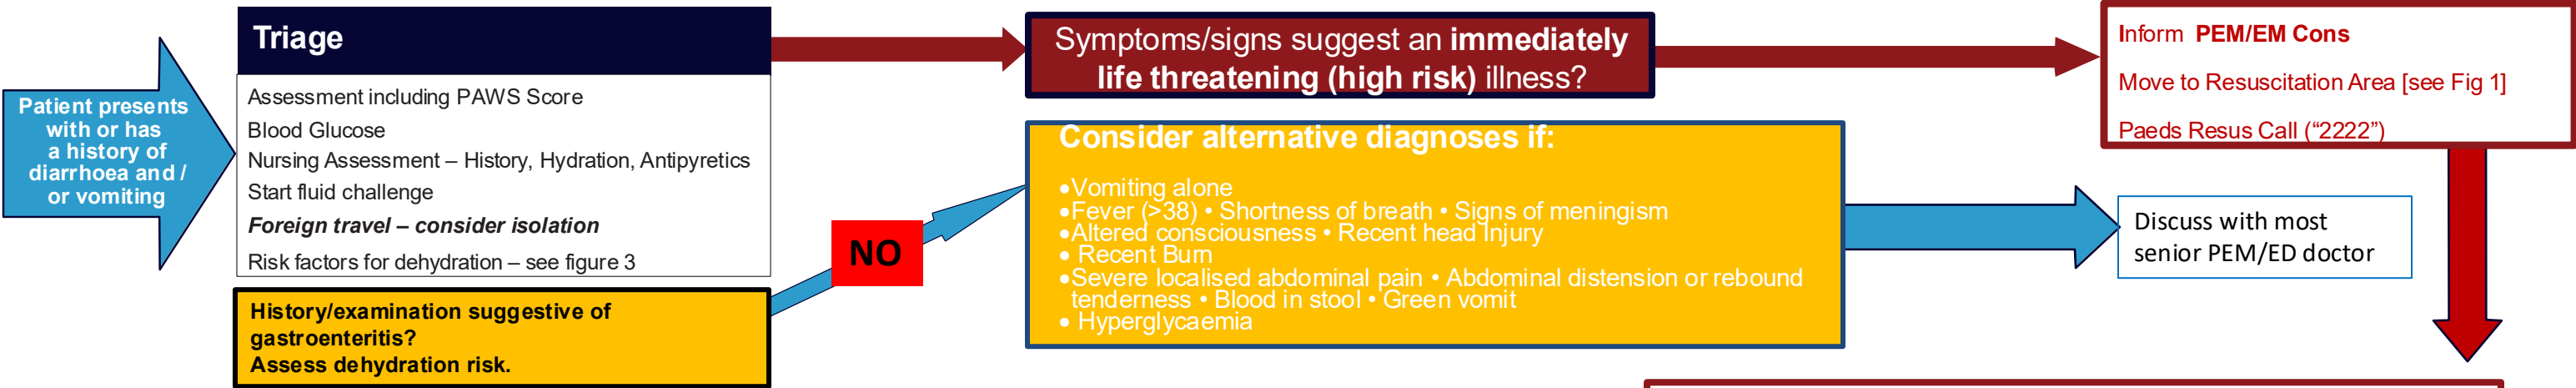 Patient presents
with or has
a history of
diarrhoea and /
or vomiting
Triage
Assessment including PAWS Score
Blood Glucose
Nursing Assessment – History, Hydration, Antipyretics
Start fluid challenge
Foreign travel – consider isolation
Risk factors for dehydration – see figure 3
History/examination suggestive of
gastroenteritis?
Assess dehydration risk.
NO
Symptoms/signs suggest an immediately
life threatening (high risk) illness?
Consider alternative diagnoses if:
•Vomiting alone
•Fever (>38) • Shortness of breath • Signs of meningism
•Altered consciousness • Recent head Injury
• Recent Burn
•Severe localised abdominal pain • Abdominal distension or rebound
tenderness • Blood in stool • Green vomit
• Hyperglycaemia
Inform PEM/EM Cons
Move to Resuscitation Area [see Fig 1]
Paeds Resus Call (“2222”)
Discuss with most
senior PEM/ED doctor